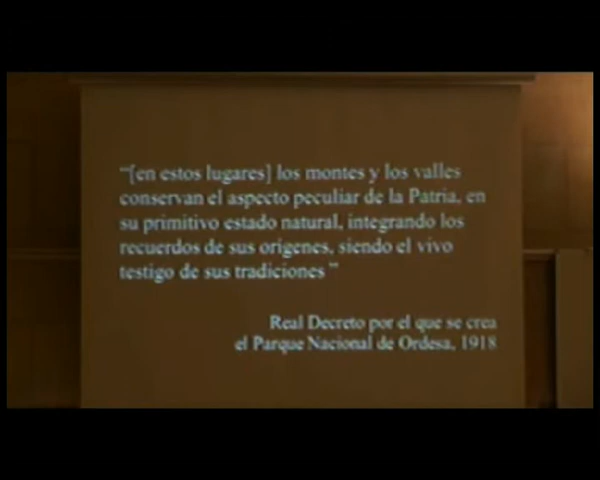 “[en estos lugares] los montes y los valles
conservan el aspecto peculiar de la Patria, en
su primitivo estado natural, integrando los
recuerdos de sus orígenes, siendo el vivo
testigo de sus tradiciones”
Real Decreto por el que se crea
el Parque Nacional de Ordesa, 1918